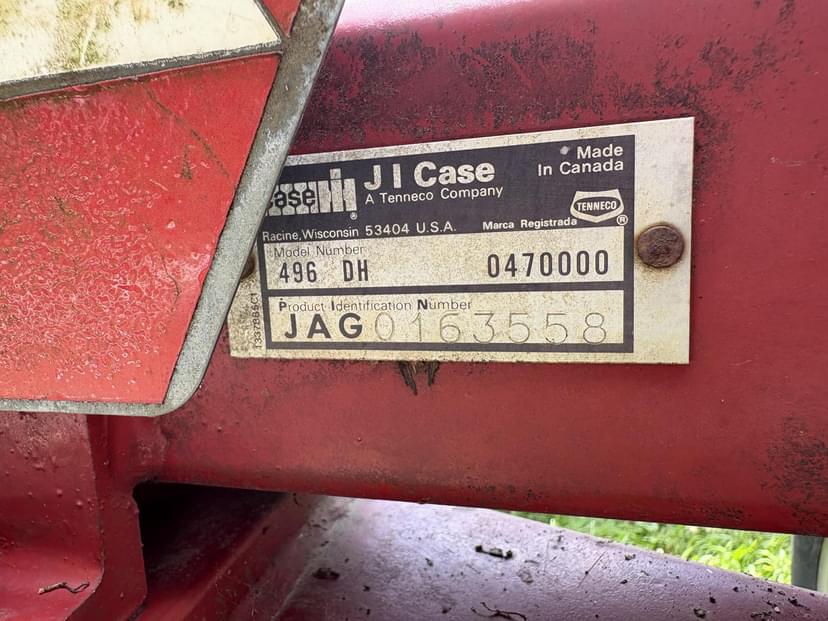 case IH ®
J I Case
A Tenneco Company
Made
In Canada
TENNECO ®
Racine, Wisconsin 53404 U.S.A. Marca Registrada
Model Number
496 DH 0470000
Product Identification Number
JAG0163558